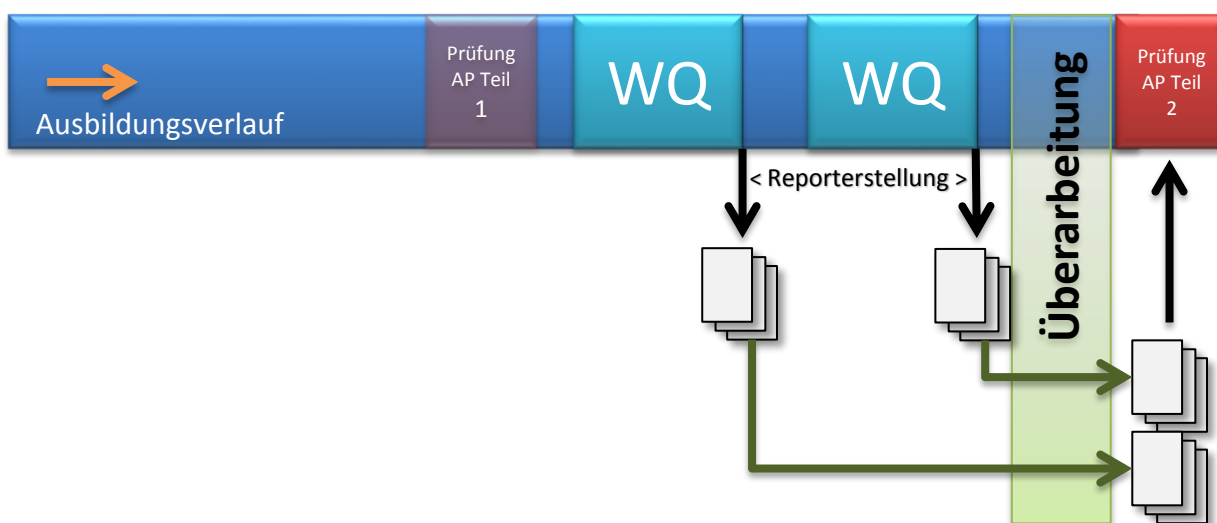 Ausbildungsverlauf
Prüfung
AP Teil
1
WQ
WQ
Überarbeitung
Prüfung
AP Teil
2
< Reporterstellung >